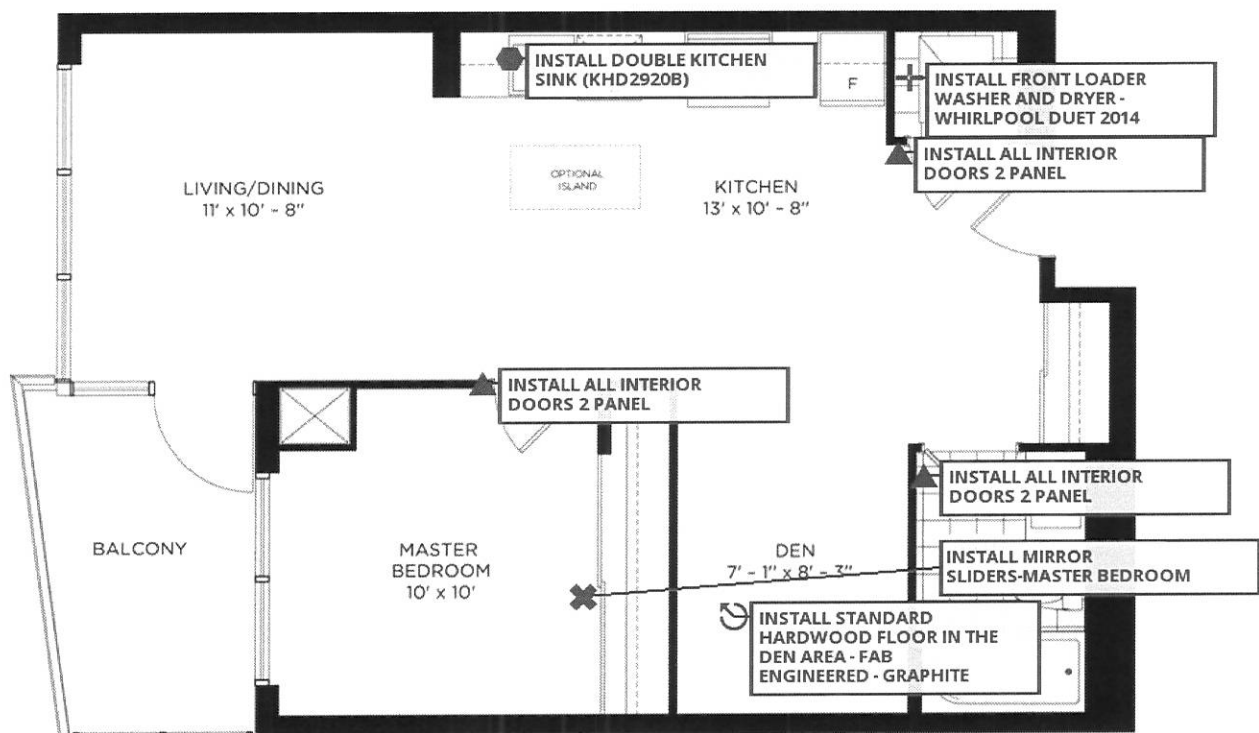 INSTALL DOUBLE KITCHEN
SINK (KHD2920B)
F
INSTALL FRONT LOADER
WASHER AND DRYER -
WHIRLPOOL DUET 2014
INSTALL ALL INTERIOR
DOORS 2 PANEL
LIVING/DINING
11' x 10' - 8"
OPTIONAL
ISLAND
KITCHEN
13' x 10' - 8"
INSTALL ALL INTERIOR
DOORS 2 PANEL
INSTALL ALL INTERIOR
DOORS 2 PANEL
BALCONY
MASTER
BEDROOM
10' x 10'
DEN
7' - 1" x 8' - 3"
INSTALL MIRROR
SLIDERS-MASTER BEDROOM
INSTALL STANDARD
HARDWOOD FLOOR IN THE
DEN AREA - FAB
ENGINEERED - GRAPHITE